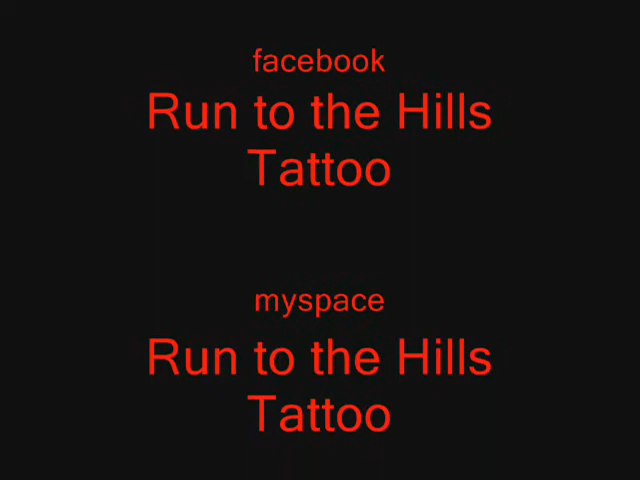 facebook
Run to the Hills
Tattoo
myspace
Run to the Hills
Tattoo